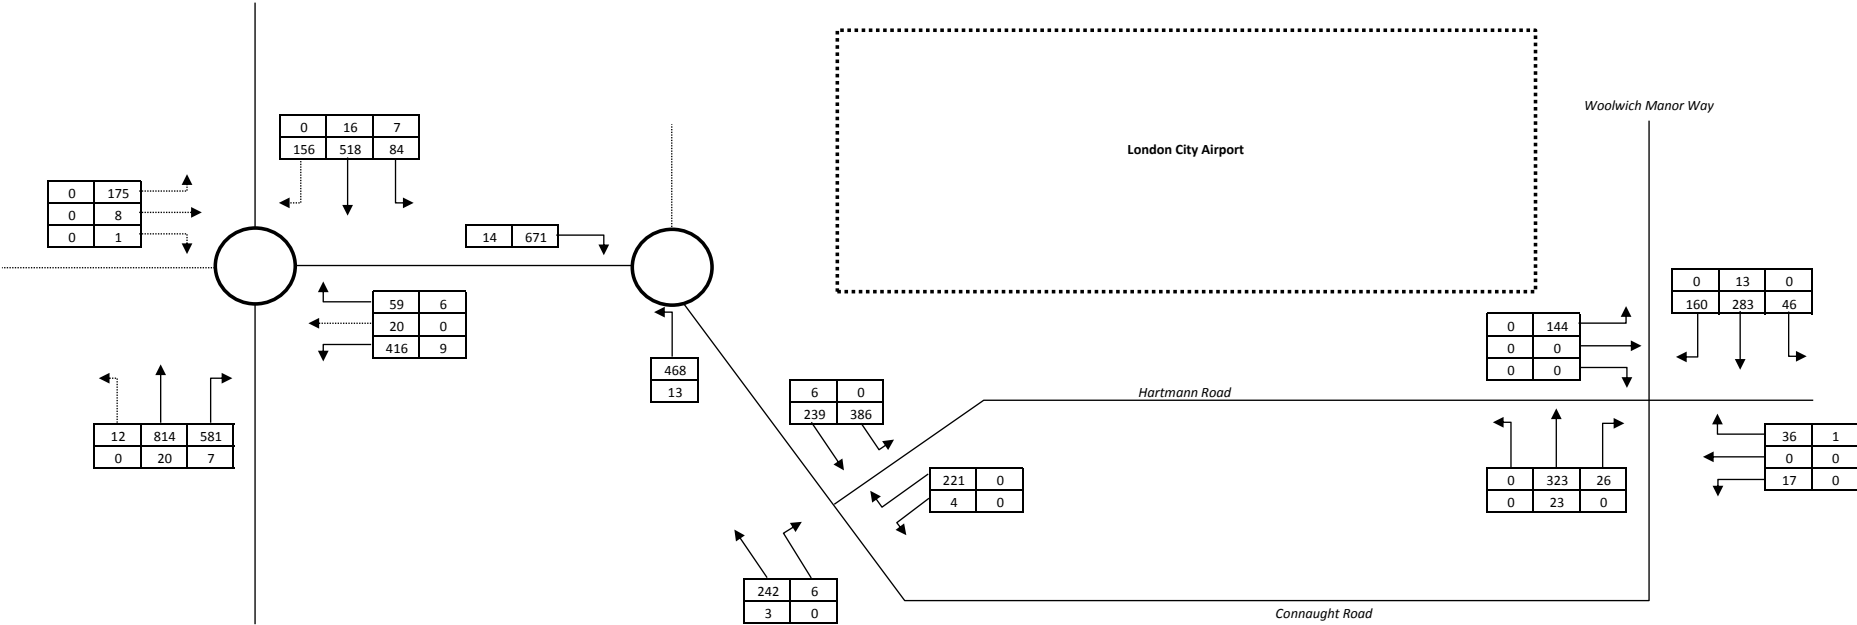 Woolwich Manor Way
0 16 7
156 518 84
London City Airport
0 175
0 8
0 1
14 671
0 13 0
160 283 46
59 6
20 0
416 9
0 144
0 0
0 0
468
13
6 0
239 386
Hartmann Road
12 814 581
0 20 7
36 1
0 0
17 0
221 0
4 0
0 323 26
0 23 0
242 6
3 0
Connaught Road